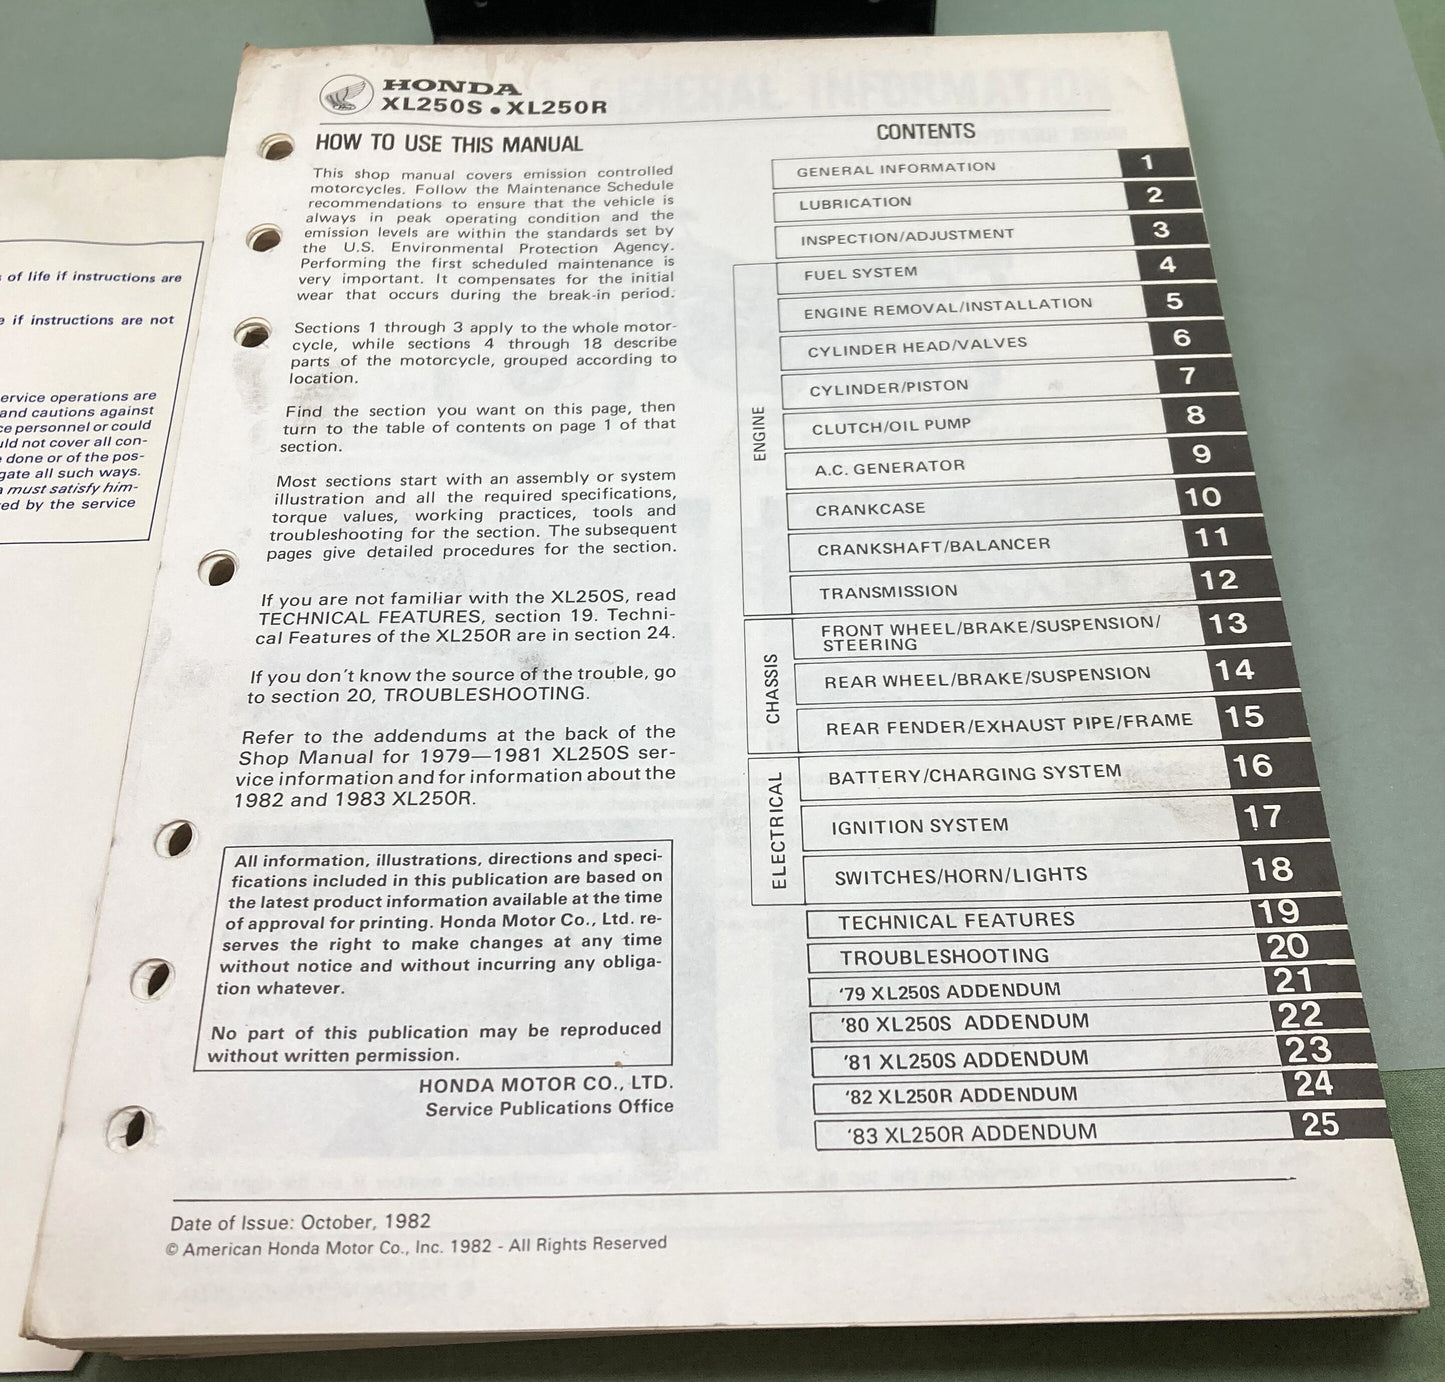 of life if instructions are
if instructions are not
ervice operations are
and cautions against
personnel or could
uld not cover all con-
done or of the pos-
gate all such ways.
must satisfy him-
ed by the service
HONDA
XL250S • XL250R
HOW TO USE THIS MANUAL
This shop manual covers emission controlled
motorcycles. Follow the Maintenance Schedule
recommendations to ensure that the vehicle is
always in peak operating condition and the
emission levels are within the standards set by
the U.S. Environmental Protection Agency.
Performing the first scheduled maintenance is
very important. It compensates for the initial
wear that occurs during the break-in period.
Sections 1 through 3 apply to the whole motor-
cycle, while sections 4 through 18 describe
parts of the motorcycle, grouped according to
location.
Find the section you want on this page, then
turn to the table of contents on page 1 of that
section.
Most sections start with an assembly or system
illustration and all the required specifications,
torque values, working practices, tools and
troubleshooting for the section. The subsequent
pages give detailed procedures for the section.
If you are not familiar with the XL250S, read
TECHNICAL FEATURES, section 19. Techni-
cal Features of the XL250R are in section 24.
If you don't know the source of the trouble, go
to section 20, TROUBLESHOOTING.
Refer to the addendums at the back of the
Shop Manual for 1979—1981 XL250S ser-
vice information and for information about the
1982 and 1983 XL250R.
All information, illustrations, directions and speci-
fications included in this publication are based on
the latest product information available at the time
of approval for printing. Honda Motor Co., Ltd. re-
serves the right to make changes at any time
without notice and without incurring any obliga-
tion whatever.
No part of this publication may be reproduced
without written permission.
HONDA MOTOR CO., LTD.
Service Publications Office
CONTENTS
GENERAL INFORMATION 1
LUBRICATION 2
INSPECTION/ADJUSTMENT 3
ENGINE
FUEL SYSTEM 4
ENGINE REMOVAL/INSTALLATION 5
CYLINDER HEAD/VALVES 6
CYLINDER/PISTON 7
CLUTCH/OIL PUMP 8
A.C. GENERATOR 9
CRANKCASE 10
CRANKSHAFT/BALANCER 11
TRANSMISSION 12
CHASSIS
FRONT WHEEL/BRAKE/SUSPENSION/
STEERING 13
REAR WHEEL/BRAKE/SUSPENSION 14
REAR FENDER/EXHAUST PIPE/FRAME 15
ELECTRICAL
BATTERY/CHARGING SYSTEM 16
IGNITION SYSTEM 17
SWITCHES/HORN/LIGHTS 18
TECHNICAL FEATURES 19
TROUBLESHOOTING 20
'79 XL250S ADDENDUM 21
'80 XL250S ADDENDUM 22
'81 XL250S ADDENDUM 23
'82 XL250R ADDENDUM 24
'83 XL250R ADDENDUM 25
Date of Issue: October, 1982
© American Honda Motor Co., Inc. 1982 - All Rights Reserved